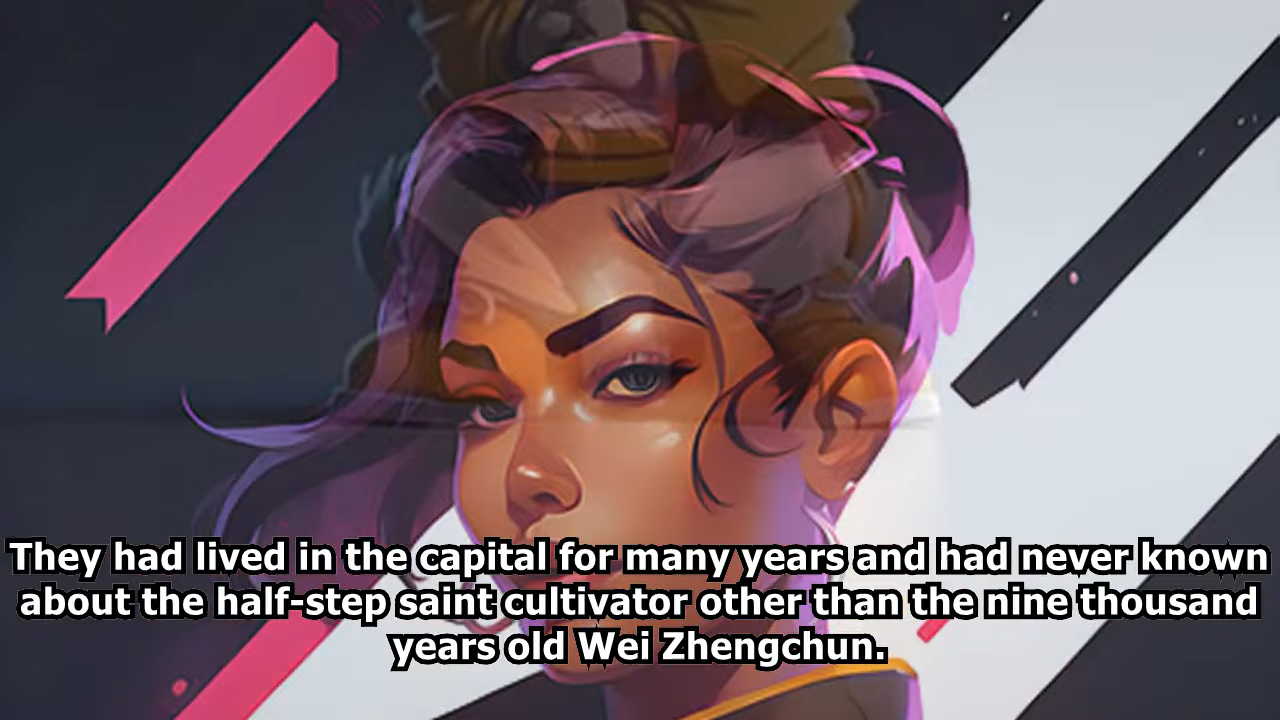 They had lived in the capital for many years and had never known
about the half-step saint cultivator other than the nine thousand
years old Wei Zhengchun.